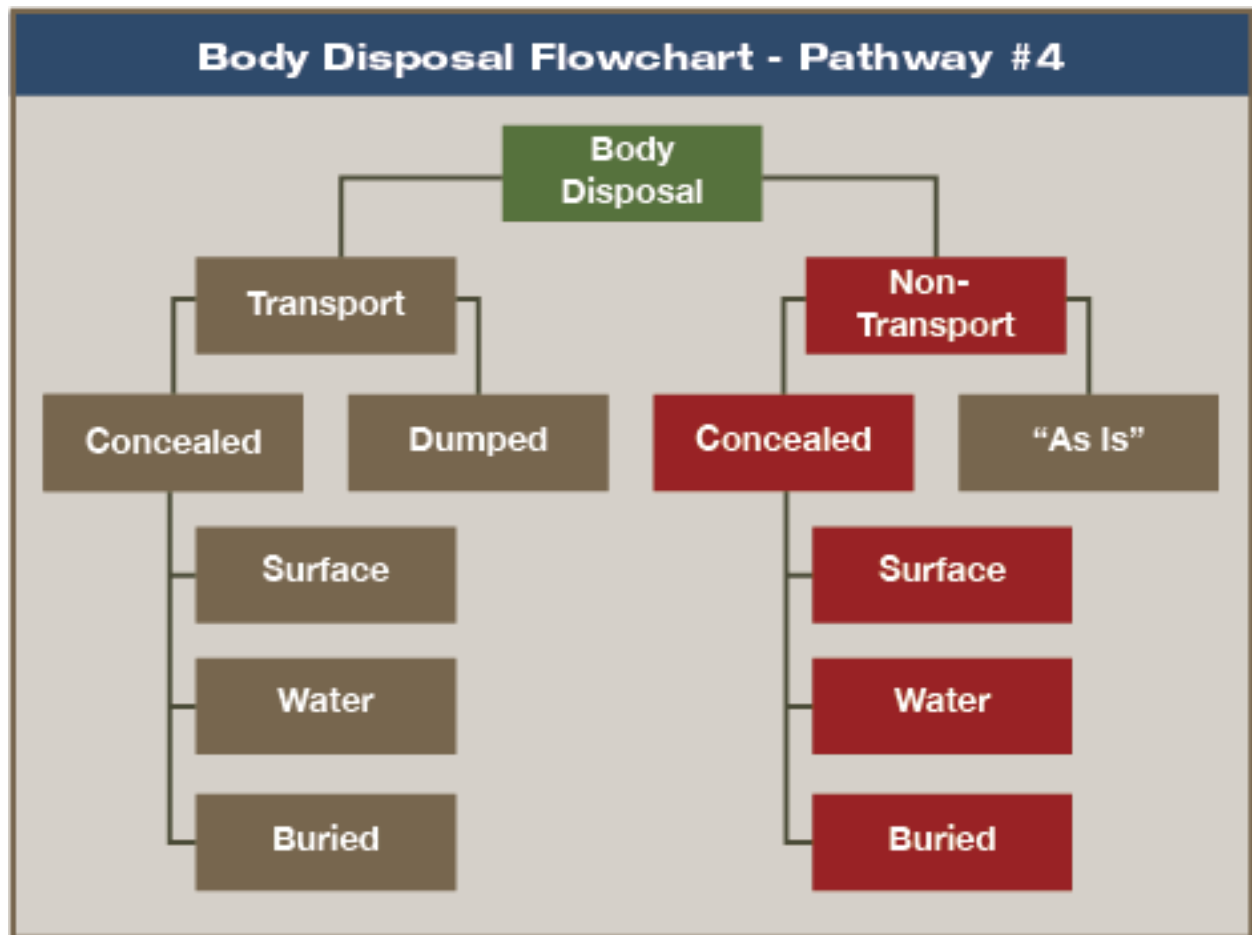 Body Disposal Flowchart - Pathway #4
Body
Disposal
Transport
Non-
Transport
Concealed
Dumped
Concealed
“As Is”
Surface
Surface
Water
Water
Buried
Buried